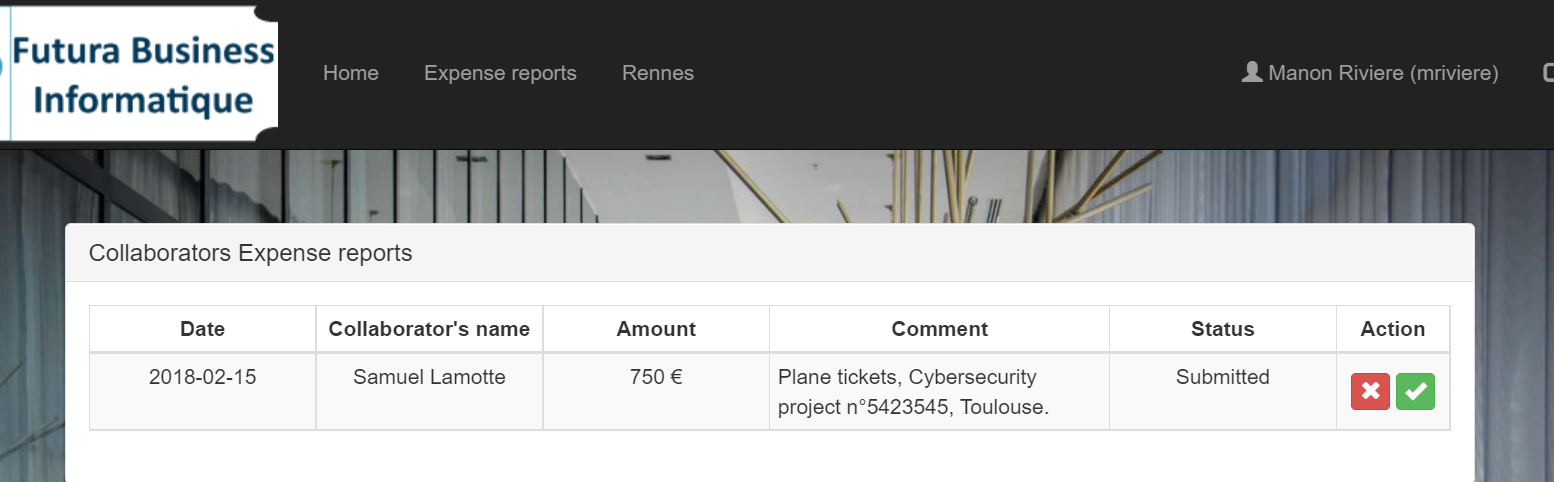 Futura Business
Informatique
Home
Expense reports
Rennes
Manon Riviere (mriviere)
Collaborators Expense reports
Date
Collaborator's name
Amount
Comment
Status
Action
2018-02-15
Samuel Lamotte
750 €
Plane tickets, Cybersecurity
project n°5423545, Toulouse.
Submitted